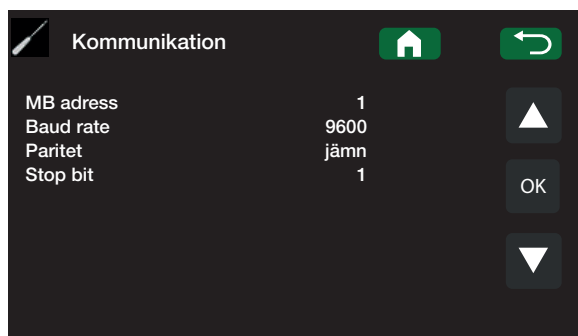 Kommunikation
MB adress 1
Baud rate 9600
Paritet jämn
Stop bit 1
OK